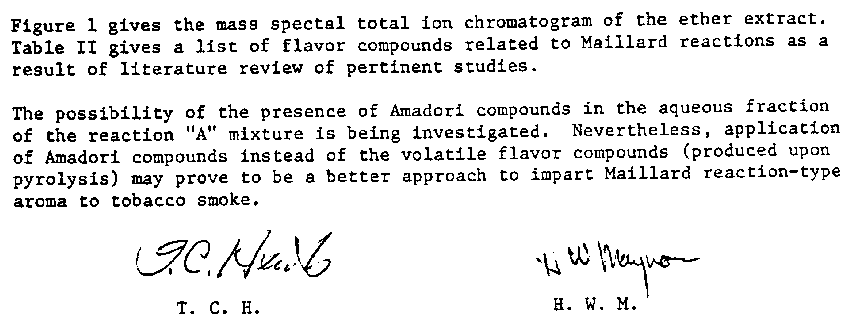 Figure 1 gives the mass spectal total ion chromatogram of the ether extract.
Table II gives a list of flavor compounds related to Maillard reactions as a
result of literature review of pertinent studies.
The possibility of the presence of Amadori compounds in the aqueous fraction
of the reaction "A" mixture is being investigated. Nevertheless, application
of Amadori compounds instead of the volatile flavor compounds (produced upon
pyrolysis) may prove to be a better approach to impart Maillard reaction-type
aroma to tobacco smoke.
T. C. H.
H. W. M.